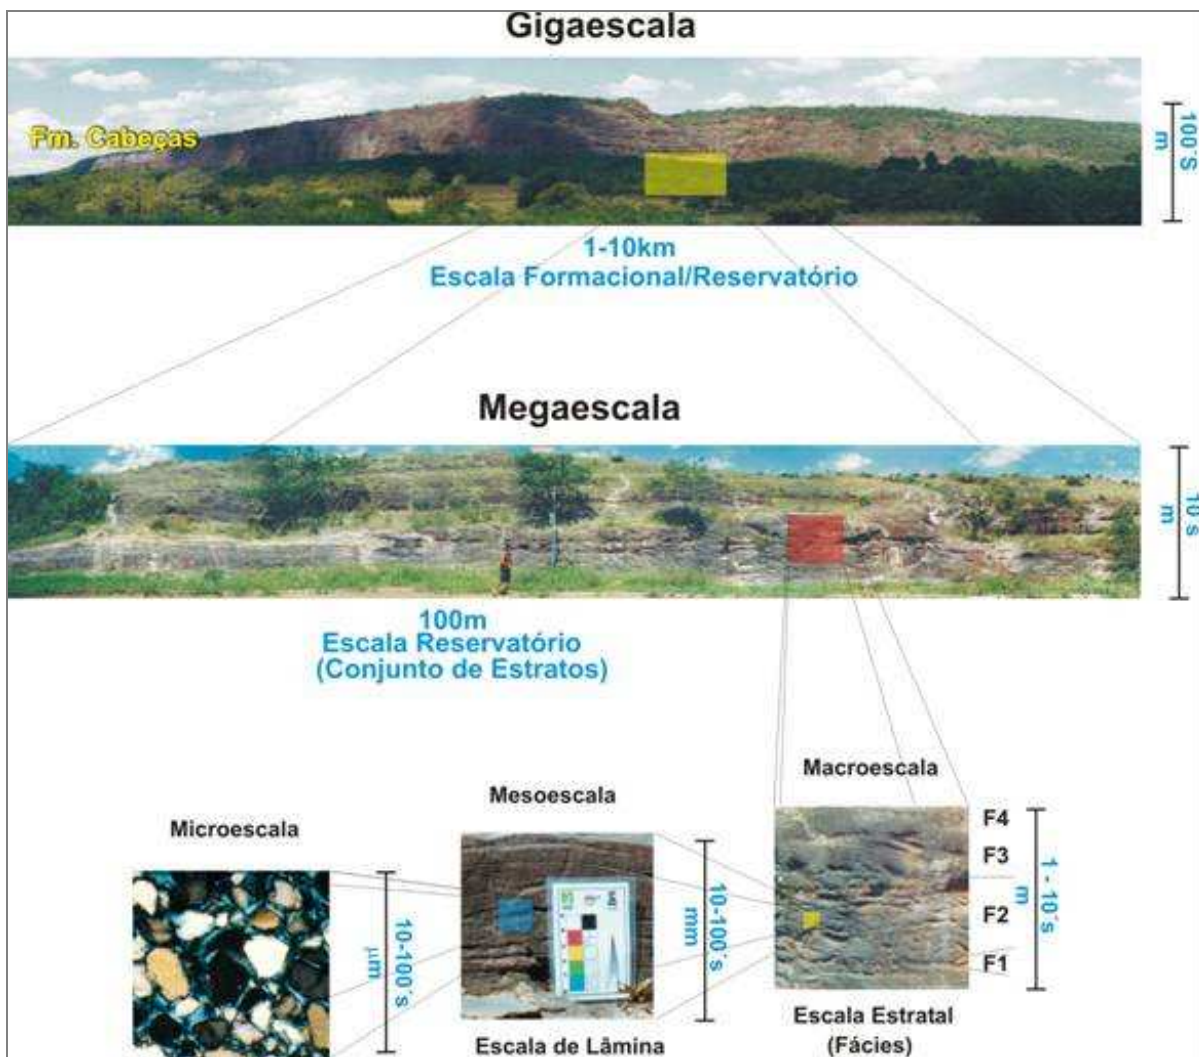 Gigaescala
Fm. Cabeças
100´S
m
1-10km
Escala Formacional/Reservatório
Megaescala
10's
m
100m
Escala Reservatório
(Conjunto de Estratos)
Macroescala
Mesoescala
Microescala
F4
F3
F2
F1
1 - 10´s
m
10-100´s
mm
10-100´s
µm
Escala de Lâmina
Escala Estratal
(Fácies)